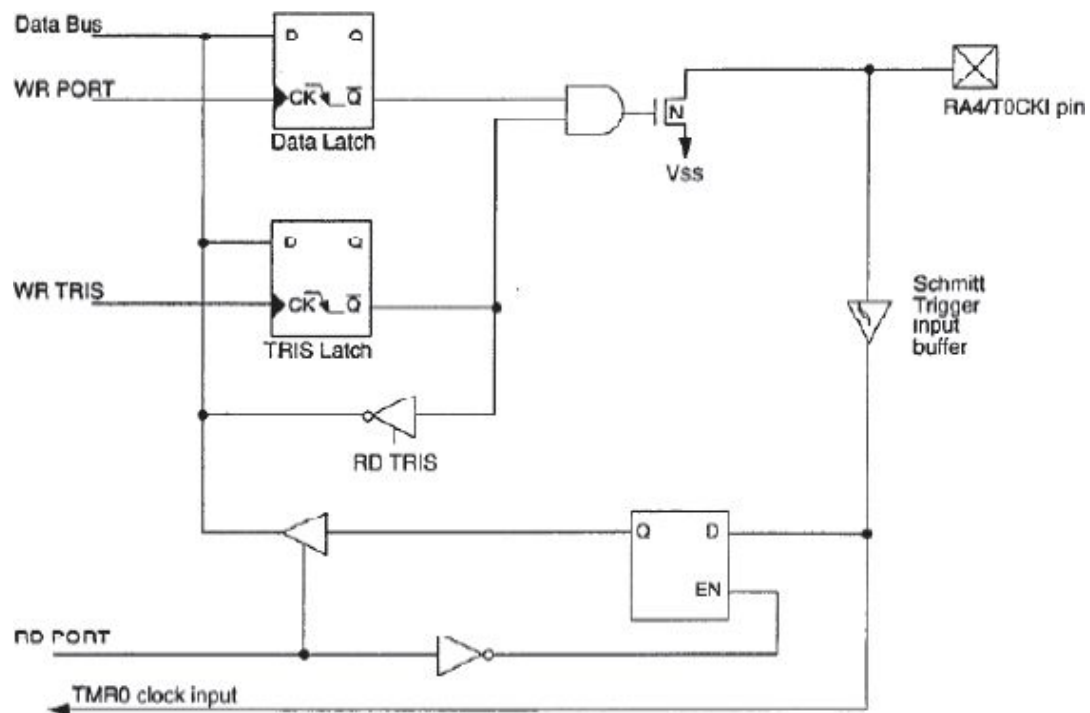 Data Bus
D Q
WR PORT
CK Q
Data Latch
N
Vss
RA4/T0CKI pin
D Q
WR TRIS
CK Q
TRIS Latch
Schmitt
Trigger
Input
buffer
RD TRIS
Q D
EN
RD PORT
TMR0 clock input